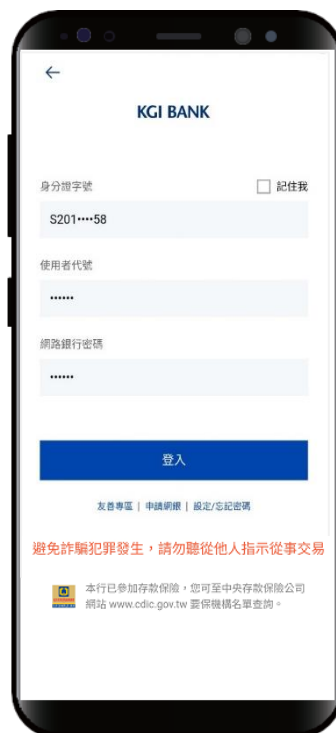 KGI BANK
身分證字號
記住我
S201••••58
使用者代號
••••••
網路銀行密碼
••••••
登入
友善專區 | 申請網銀 | 設定/忘記密碼
避免詐騙犯罪發生，請勿聽從他人指示從事交易
本行已參加存款保險，您可至中央存款保險公司
網站 www.cdic.gov.tw 要保機構名單查詢。